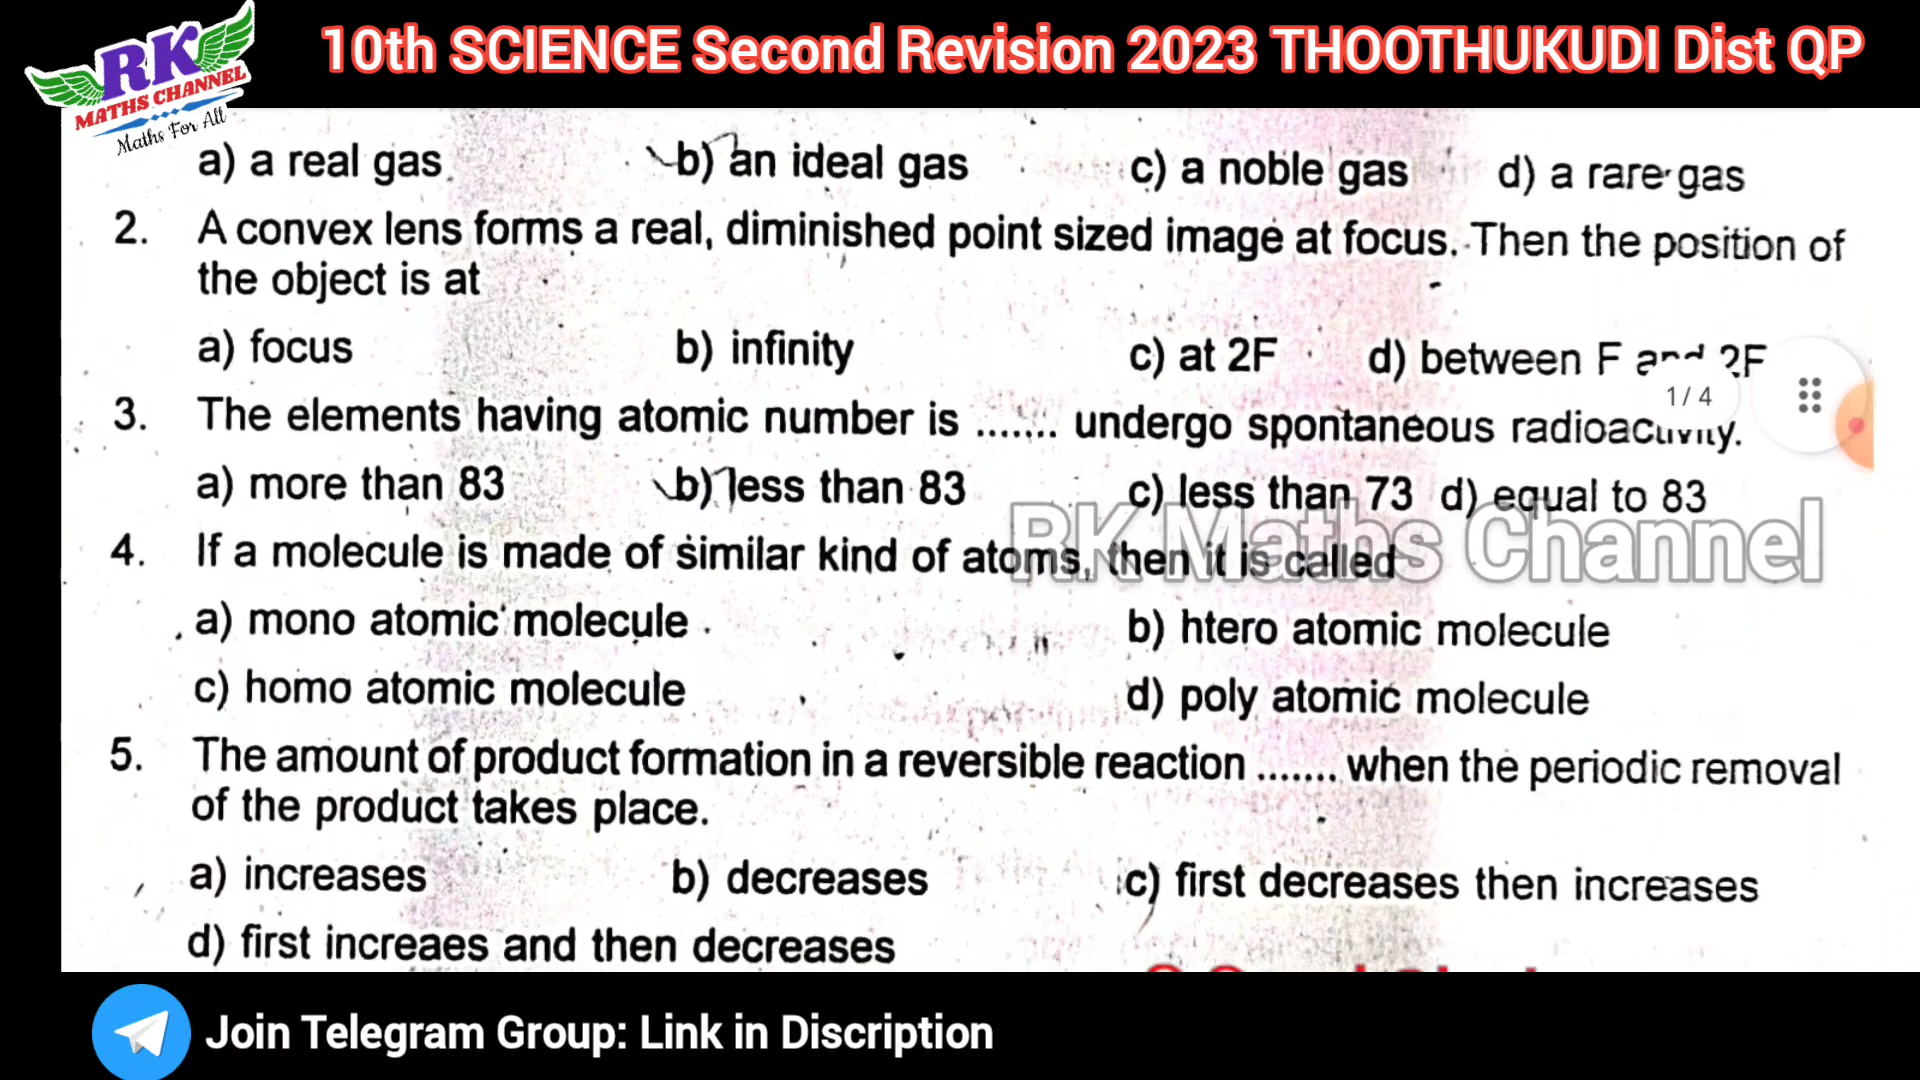 10th SCIENCE Second Revision 2023 THOOTHUKUDI Dist QP
RK
MATHS CHANNEL
Maths For All
a) a real gas b) an ideal gas c) a noble gas d) a rare gas
2. A convex lens forms a real, diminished point sized image at focus. Then the position of
the object is at
a) focus b) infinity c) at 2F d) between F and 2F
1/4
3. The elements having atomic number is ....... undergo spontaneous radioactivity.
a) more than 83 b) less than 83 c) less than 73 d) equal to 83
RK Maths Channel
4. If a molecule is made of similar kind of atoms, then it is called
a) mono atomic molecule b) htero atomic molecule
c) homo atomic molecule d) poly atomic molecule
5. The amount of product formation in a reversible reaction ....... when the periodic removal
of the product takes place.
a) increases b) decreases c) first decreases then increases
d) first increaes and then decreases
Join Telegram Group: Link in Discription